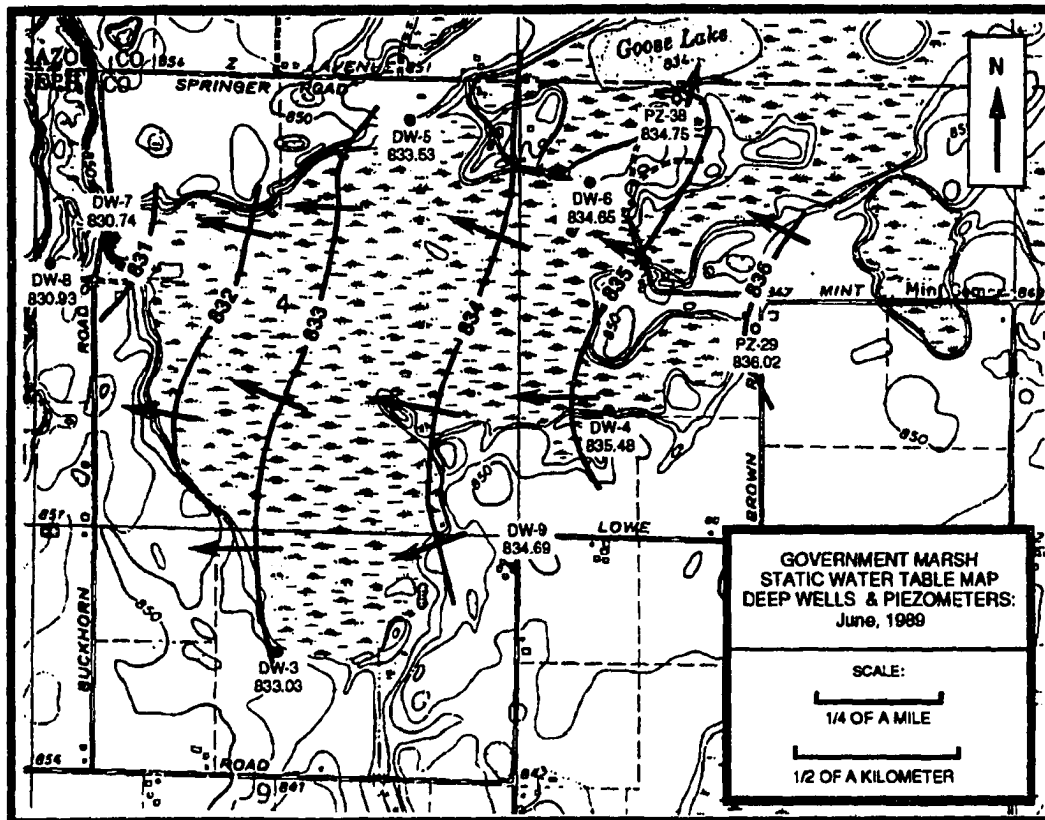 Goose Lake
854
AVENUE
851
SPRINGER ROAD
850
N
DW-5
833.53
PZ-38
834.75
DW-7
830.74
DW-6
834.65
DW-8
830.93
831
832
833
834
835
836
4
MINT
850
PZ-29
836.02
DW-4
835.48
850
850
BUCKHORN
ROAD
BROWN
857
DW-9
834.69
LOWE
850
DW-3
833.03
854
ROAD
9
841
843
GOVERNMENT MARSH
STATIC WATER TABLE MAP
DEEP WELLS & PIEZOMETERS:
June, 1989
SCALE:
1/4 OF A MILE
1/2 OF A KILOMETER